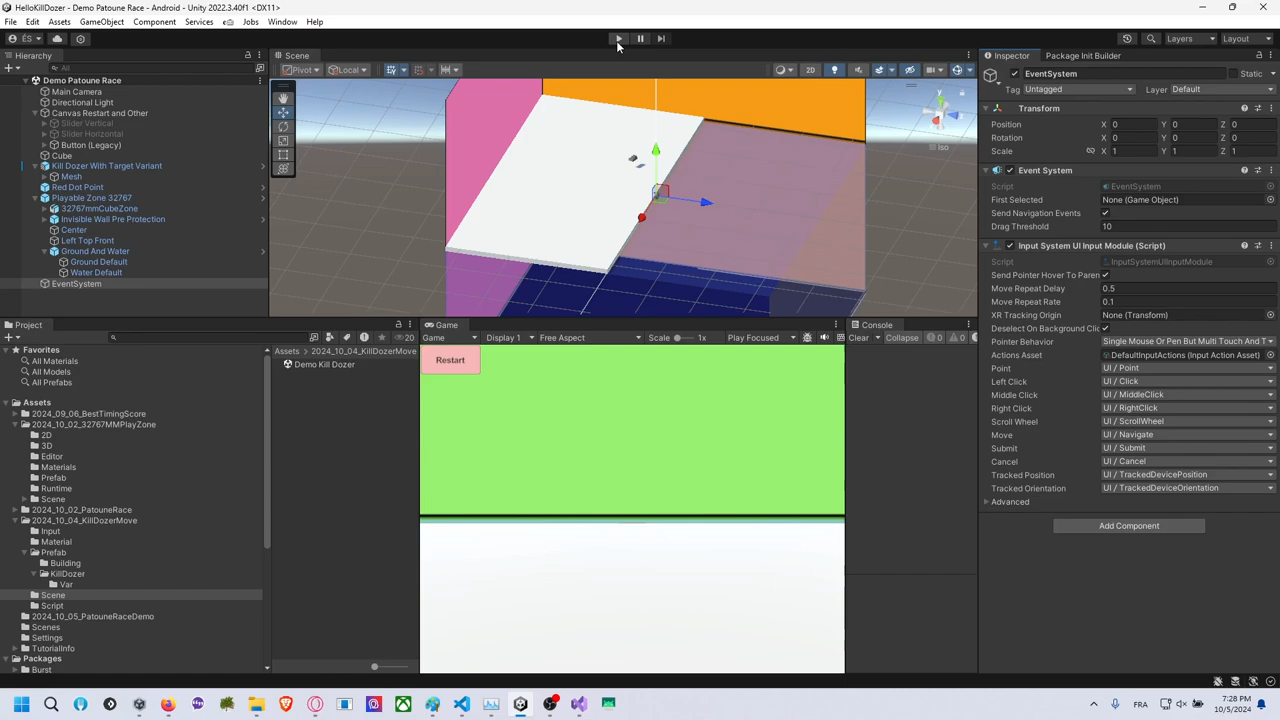 HelloKillDozer - Demo Patoune Race - Android - Unity 2022.3.40f1 <DX11>
File Edit Assets GameObject Component Services Jobs Window Help
ÉS
Layers Layout
Hierarchy
All
Demo Patoune Race
Main Camera
Directional Light
Canvas Restart and Other
Slider Vertical
Slider Horizontal
Button (Legacy)
Cube
Kill Dozer With Target Variant
Mesh
Red Dot Point
Playable Zone 32767
32767mmCubeZone
Invisible Wall Pre Protection
Center
Left Top Front
Ground And Water
Ground Default
Water Default
EventSystem
Scene
Pivot Local
2D
y
Iso
Project
20
Favorites
All Materials
All Models
All Prefabs
Assets
2024_09_06_BestTimingScore
2024_10_02_32767MMPlayZone
2D
3D
Editor
Materials
Prefab
Runtime
Scene
2024_10_02_PatouneRace
2024_10_04_KillDozerMove
Input
Material
Prefab
Building
KillDozer
Var
Scene
Script
2024_10_05_PatouneRaceDemo
Scenes
Settings
TutorialInfo
Packages
Burst
Assets > 2024_10_04_KillDozerMove
Demo Kill Dozer
Game
Game Display 1 Free Aspect Scale 1x Play Focused
Restart
Console
Clear Collapse 0 0
Inspector Package Init Builder
EventSystem Static
Tag Untagged Layer Default
Transform
Position X 0 Y 0 Z 0
Rotation X 0 Y 0 Z 0
Scale X 1 Y 1 Z 1
Event System
Script EventSystem
First Selected None (Game Object)
Send Navigation Events
Drag Threshold 10
Input System UI Input Module (Script)
Script InputSystemUIInputModule
Send Pointer Hover To Paren
Move Repeat Delay 0.5
Move Repeat Rate 0.1
XR Tracking Origin None (Transform)
Deselect On Background Clic
Pointer Behavior Single Mouse Or Pen But Multi Touch And T
Actions Asset DefaultInputActions (Input Action Asset)
Point UI / Point
Left Click UI / Click
Middle Click UI / MiddleClick
Right Click UI / RightClick
Scroll Wheel UI / ScrollWheel
Move UI / Navigate
Submit UI / Submit
Cancel UI / Cancel
Tracked Position UI / TrackedDevicePosition
Tracked Orientation UI / TrackedDeviceOrientation
Advanced
Add Component
FRA
7:28 PM
10/5/2024